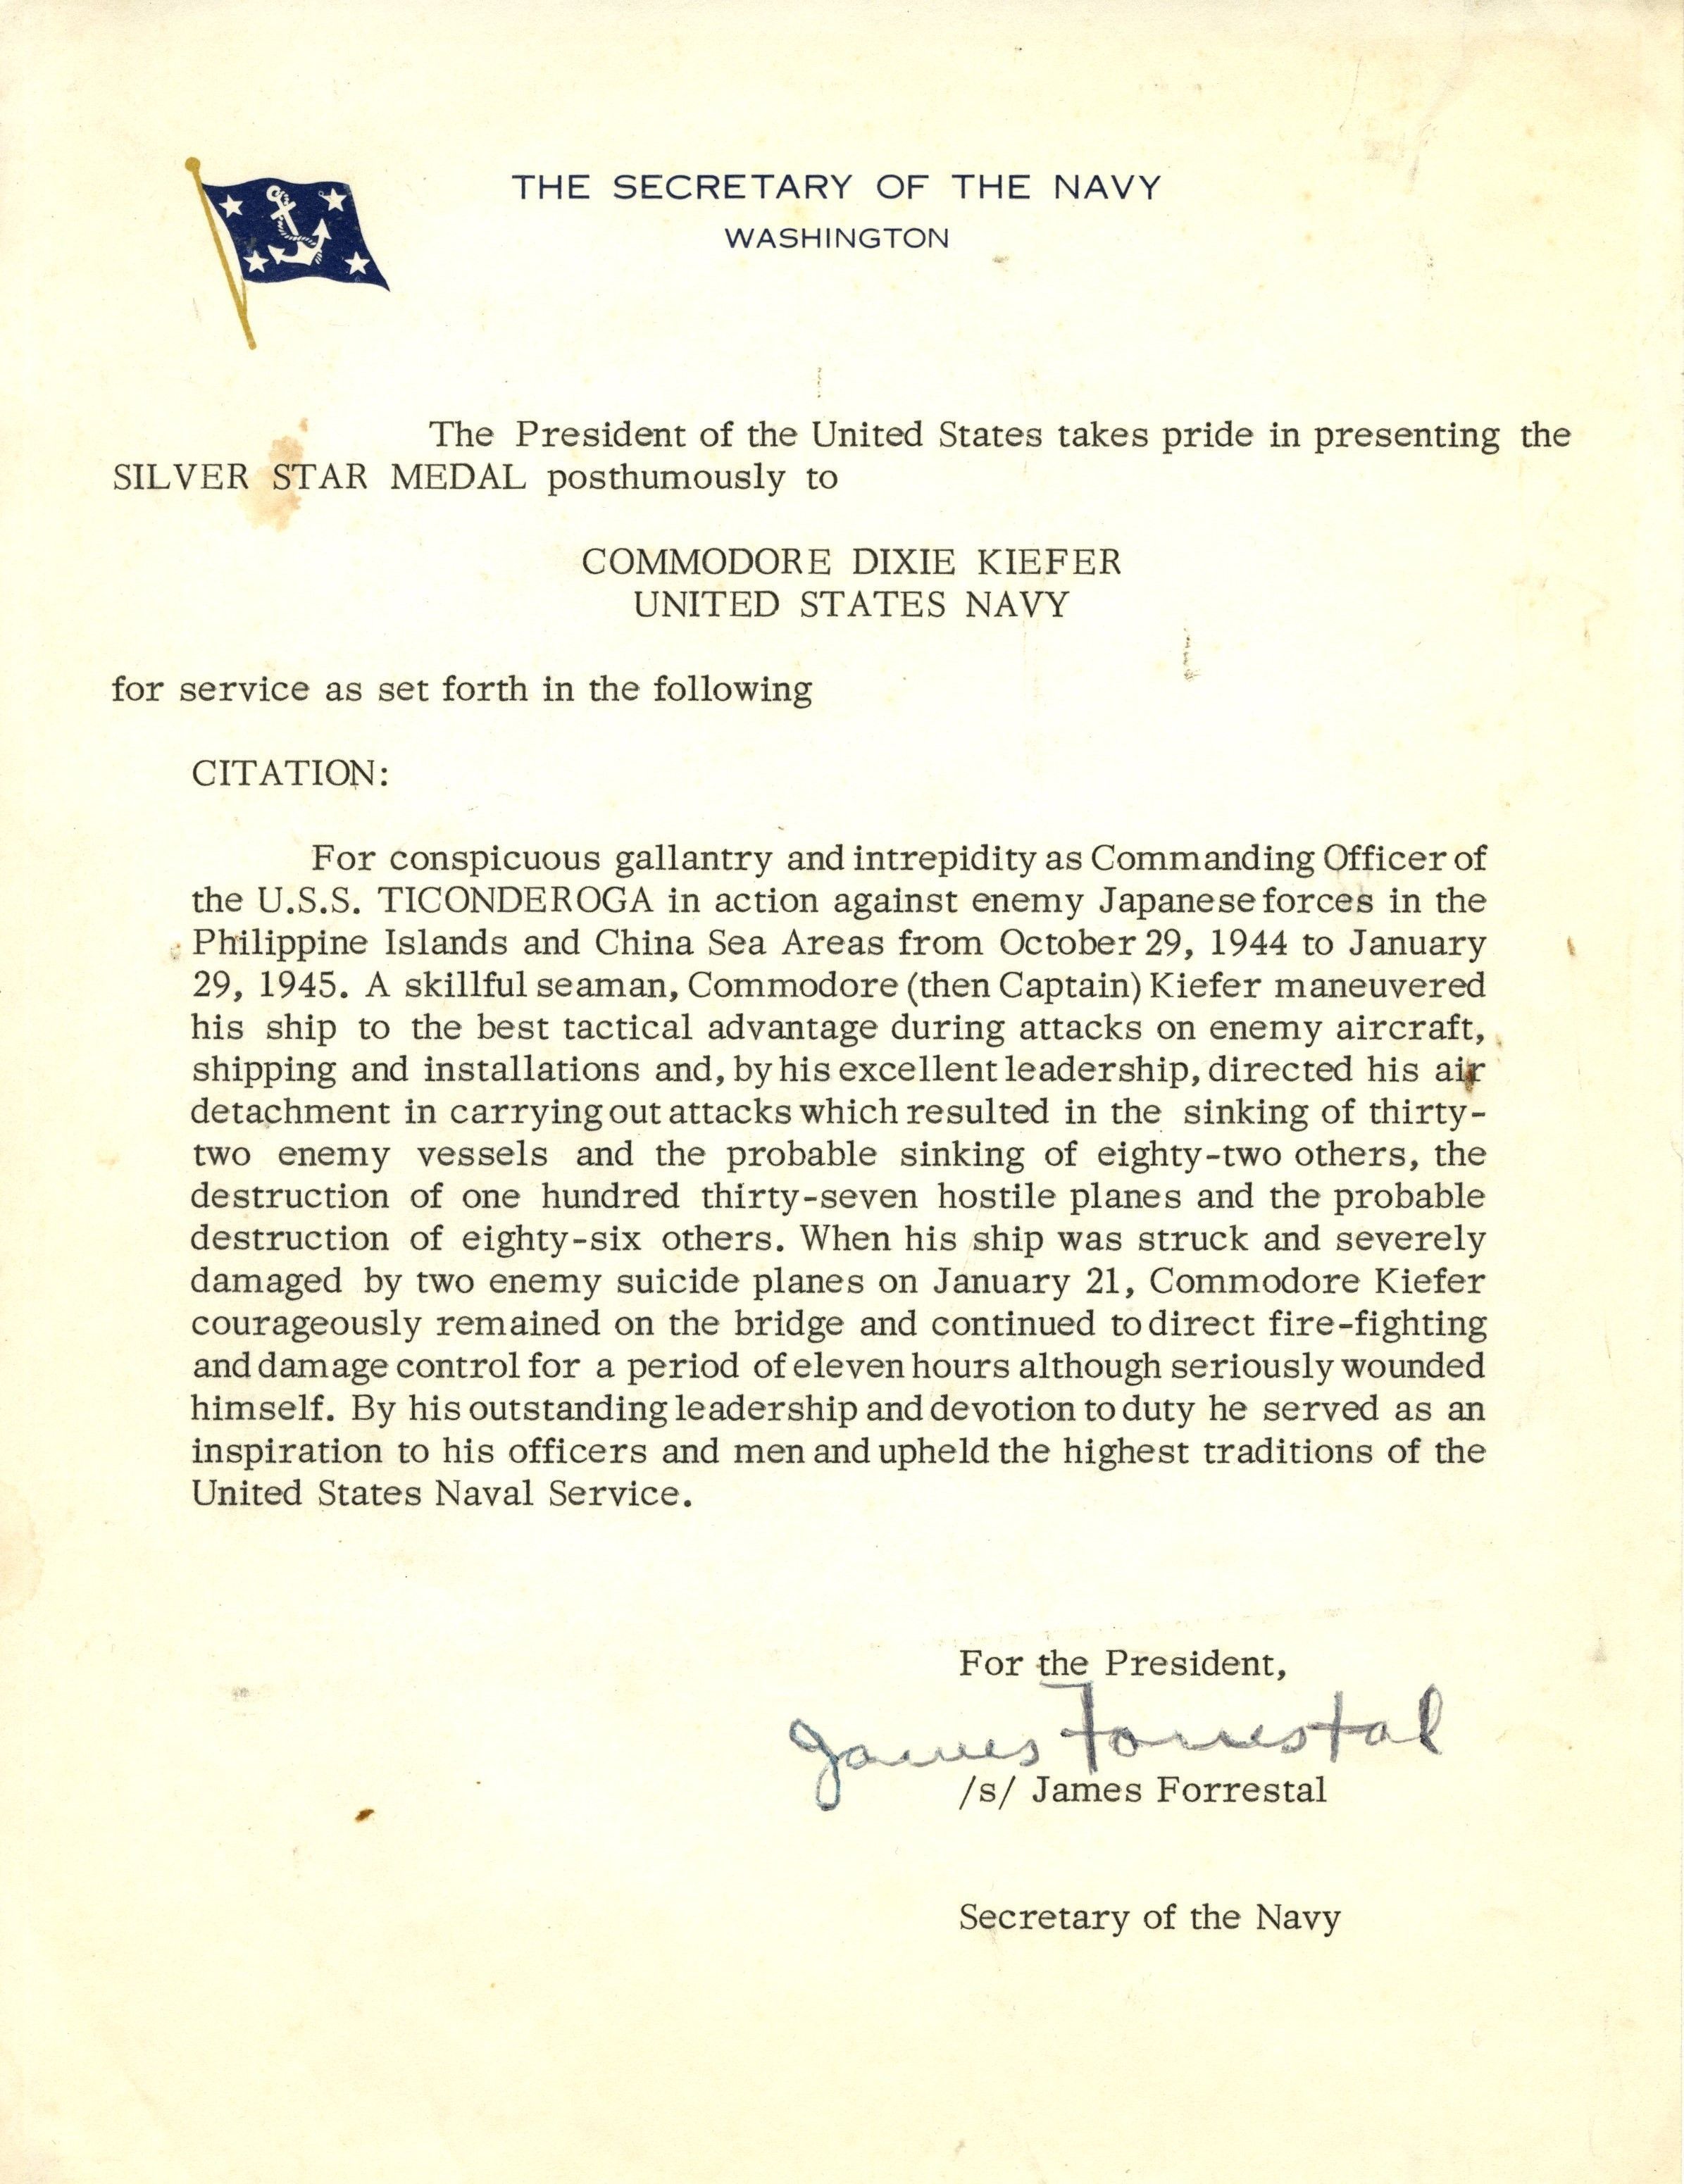 THE SECRETARY OF THE NAVY
WASHINGTON
The President of the United States takes pride in presenting the
SILVER STAR MEDAL posthumously to
COMMODORE DIXIE KIEFER
UNITED STATES NAVY
for service as set forth in the following
CITATION:
For conspicuous gallantry and intrepidity as Commanding Officer of
the U.S.S. TICONDEROGA in action against enemy Japanese forces in the
Philippine Islands and China Sea Areas from October 29, 1944 to January
29, 1945. A skillful seaman, Commodore (then Captain) Kiefer maneuvered
his ship to the best tactical advantage during attacks on enemy aircraft,
shipping and installations and, by his excellent leadership, directed his air
detachment in carrying out attacks which resulted in the sinking of thirty-
two enemy vessels and the probable sinking of eighty-two others, the
destruction of one hundred thirty-seven hostile planes and the probable
destruction of eighty-six others. When his ship was struck and severely
damaged by two enemy suicide planes on January 21, Commodore Kiefer
courageously remained on the bridge and continued to direct fire-fighting
and damage control for a period of eleven hours although seriously wounded
himself. By his outstanding leadership and devotion to duty he served as an
inspiration to his officers and men and upheld the highest traditions of the
United States Naval Service.
For the President,
James Forrestal
/s/ James Forrestal
Secretary of the Navy